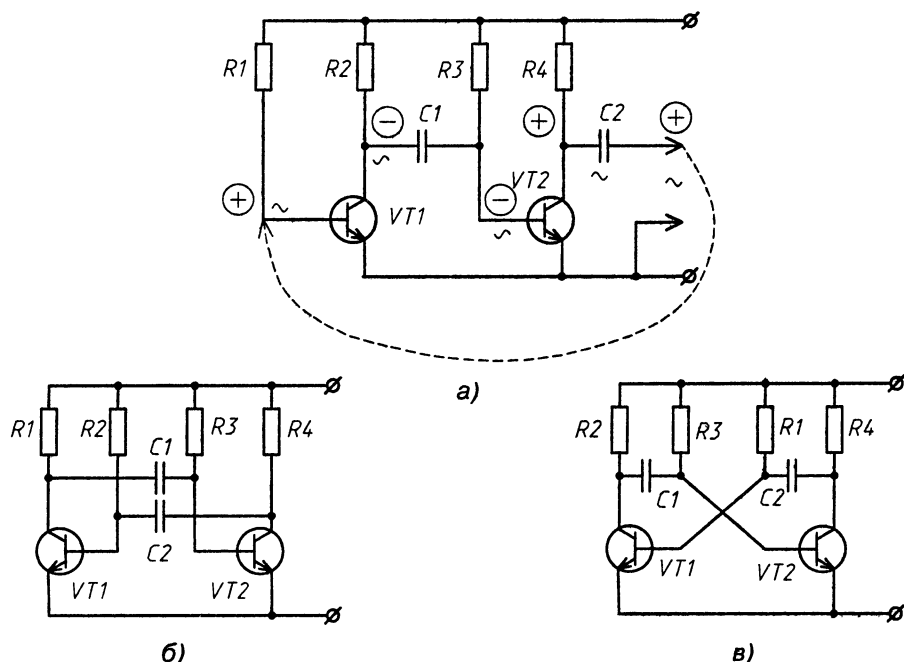 R1 R2 R3 R4
⊖ C1 ⊕ C2 ⊕
~ ~ ~
⊕ ~ VT1 ⊖ VT2
~
а)
R1 R2 R3 R4
C1
C2
VT1 VT2
б)
R2 R3 R1 R4
C1 C2
VT1 VT2
в)